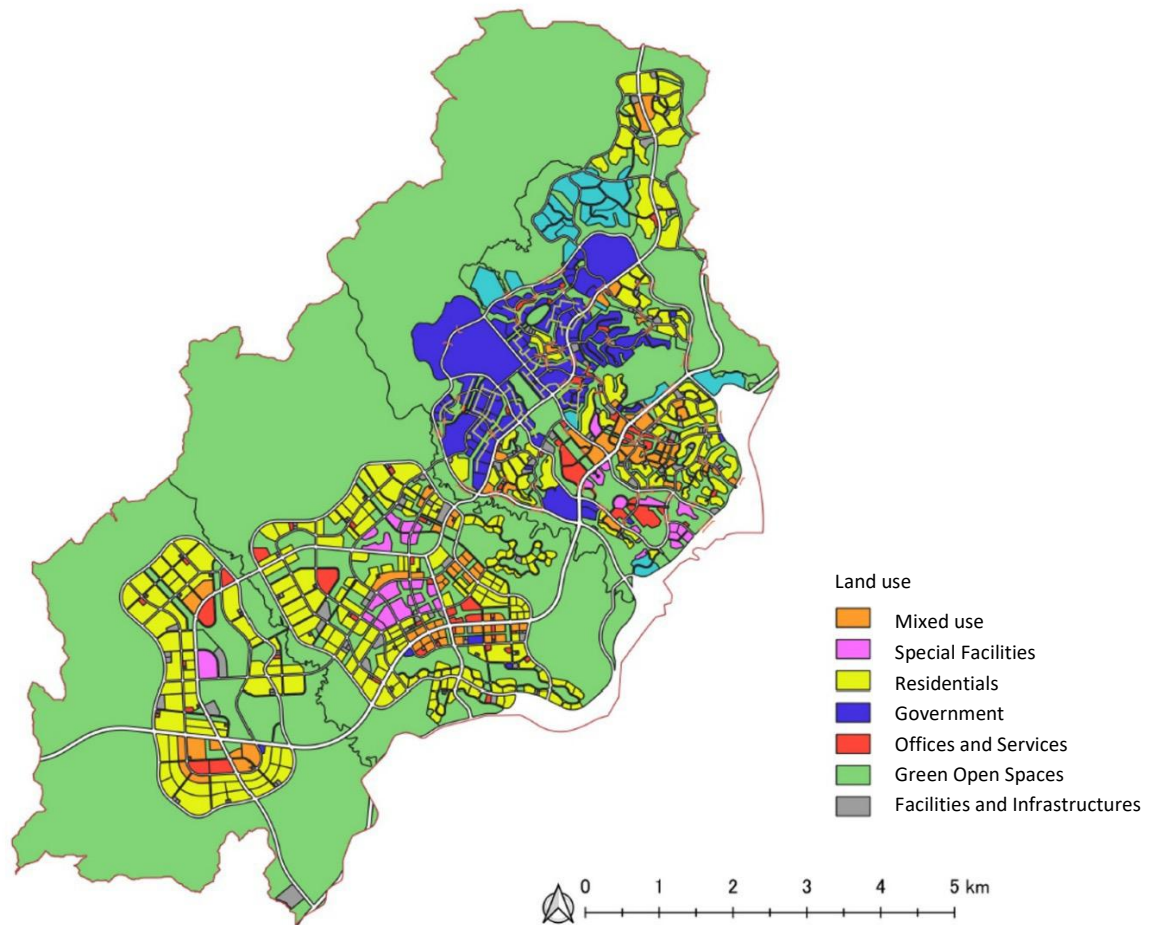 Land use
Mixed use
Special Facilities
Residentials
Government
Offices and Services
Green Open Spaces
Facilities and Infrastructures
0 1 2 3 4 5 km